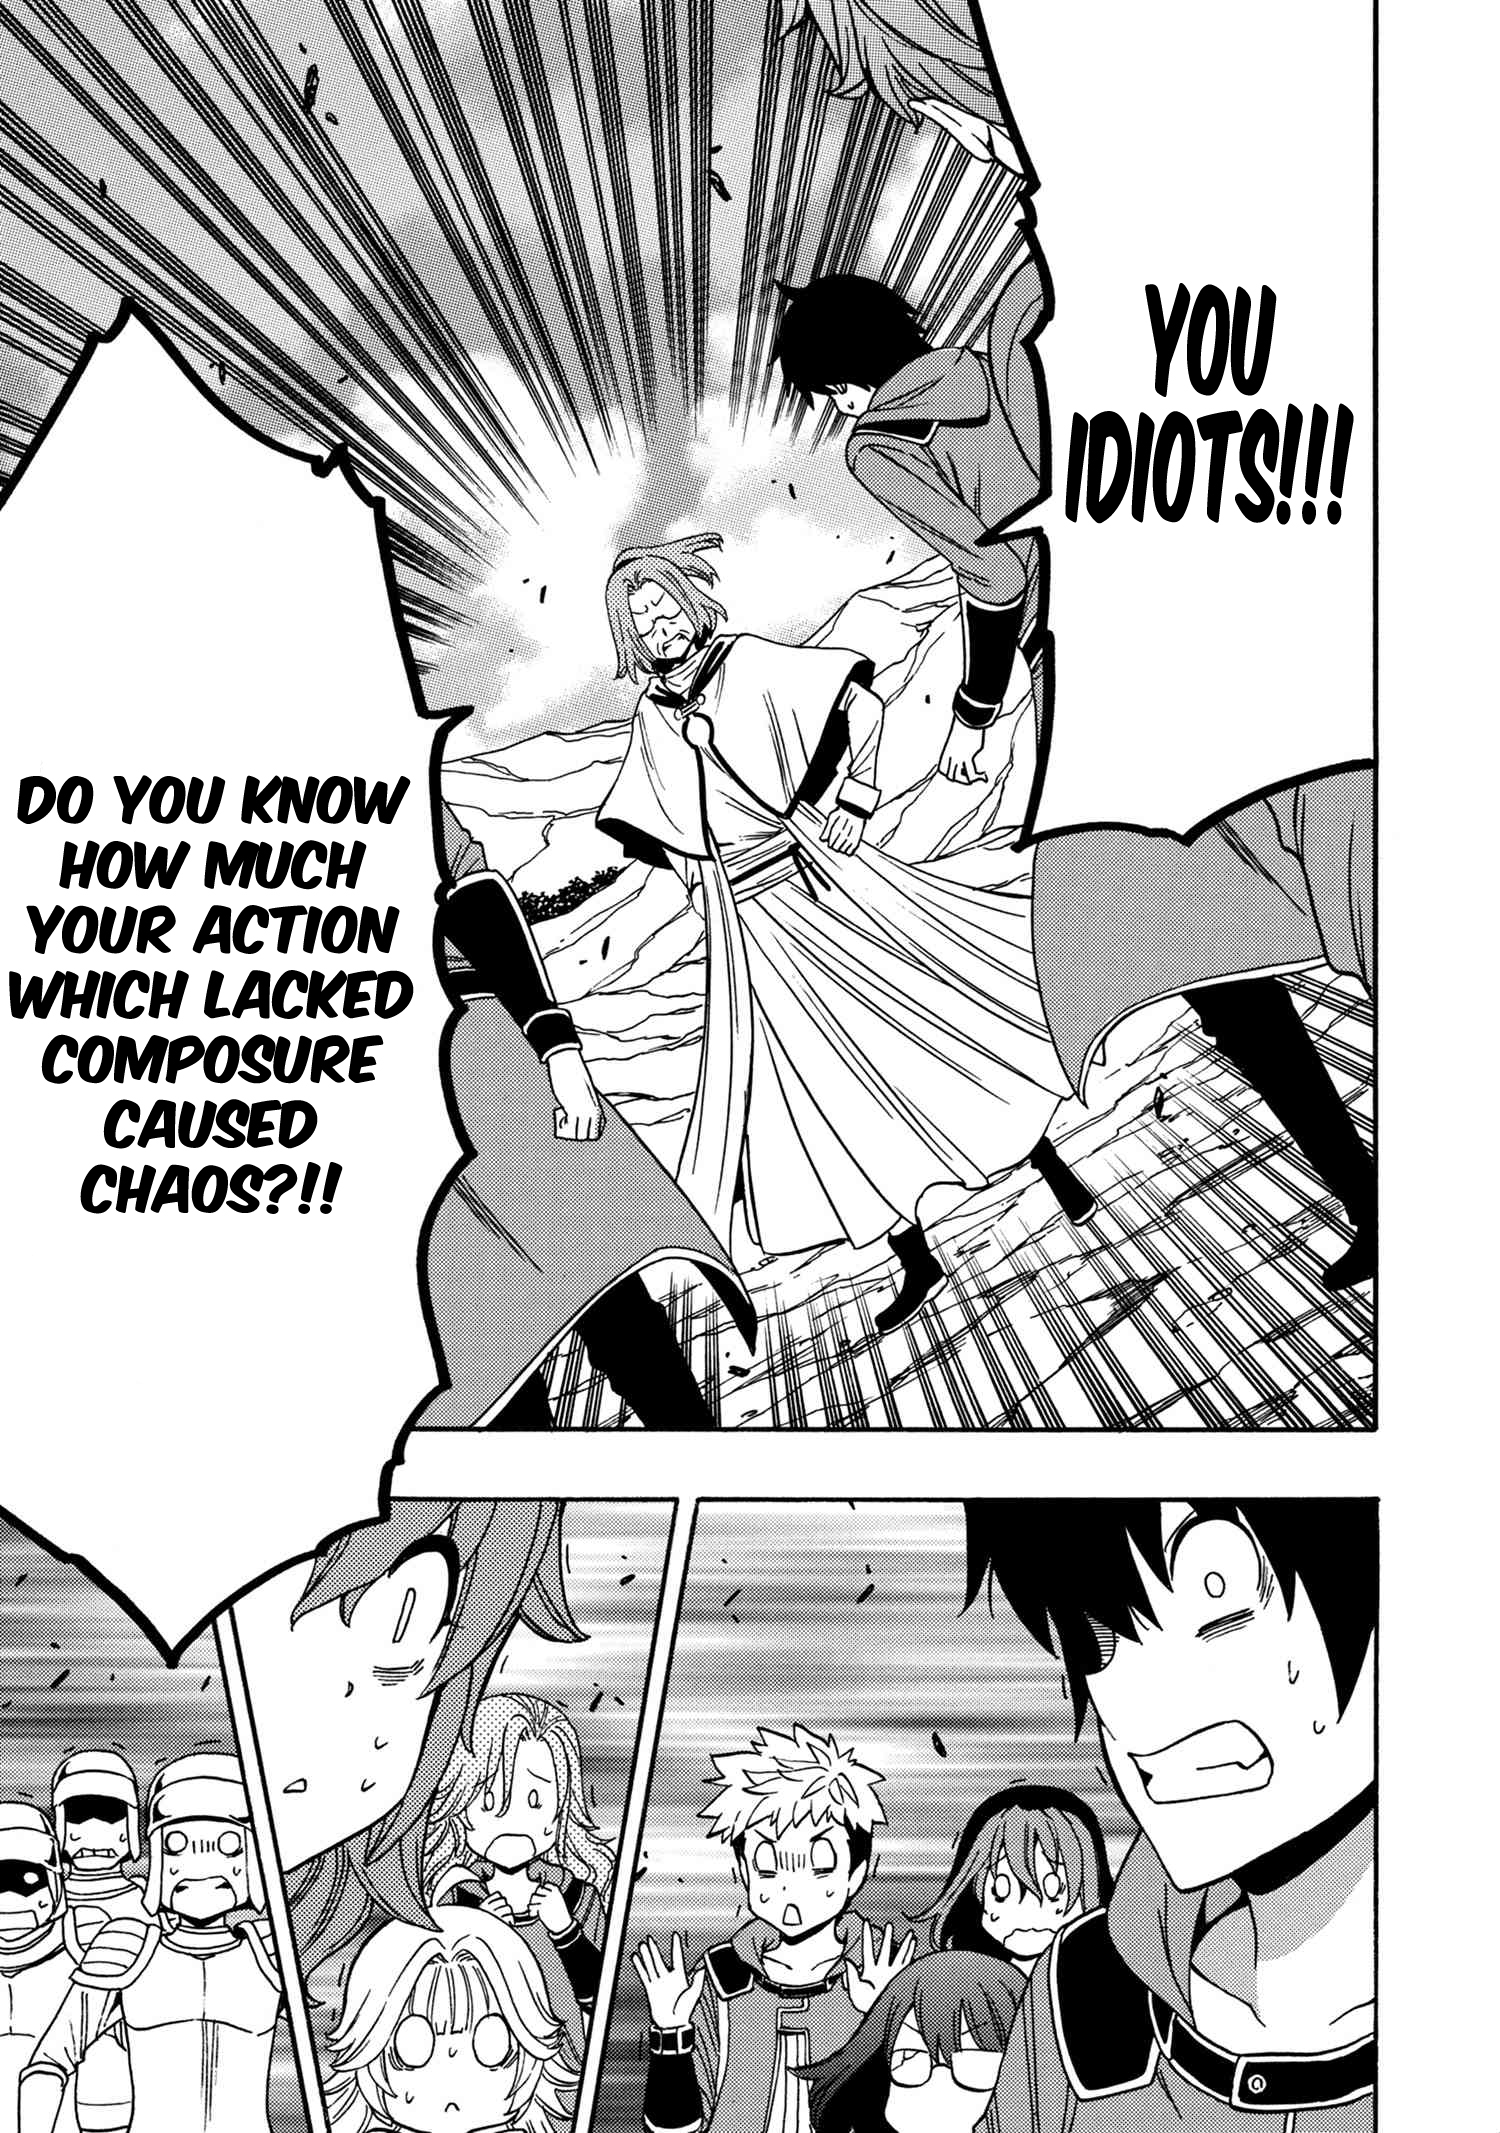 YOU
IDIOTS!!!
DO YOU KNOW
HOW MUCH
YOUR ACTION
WHICH LACKED
COMPOSURE
CAUSED
CHAOS?!!